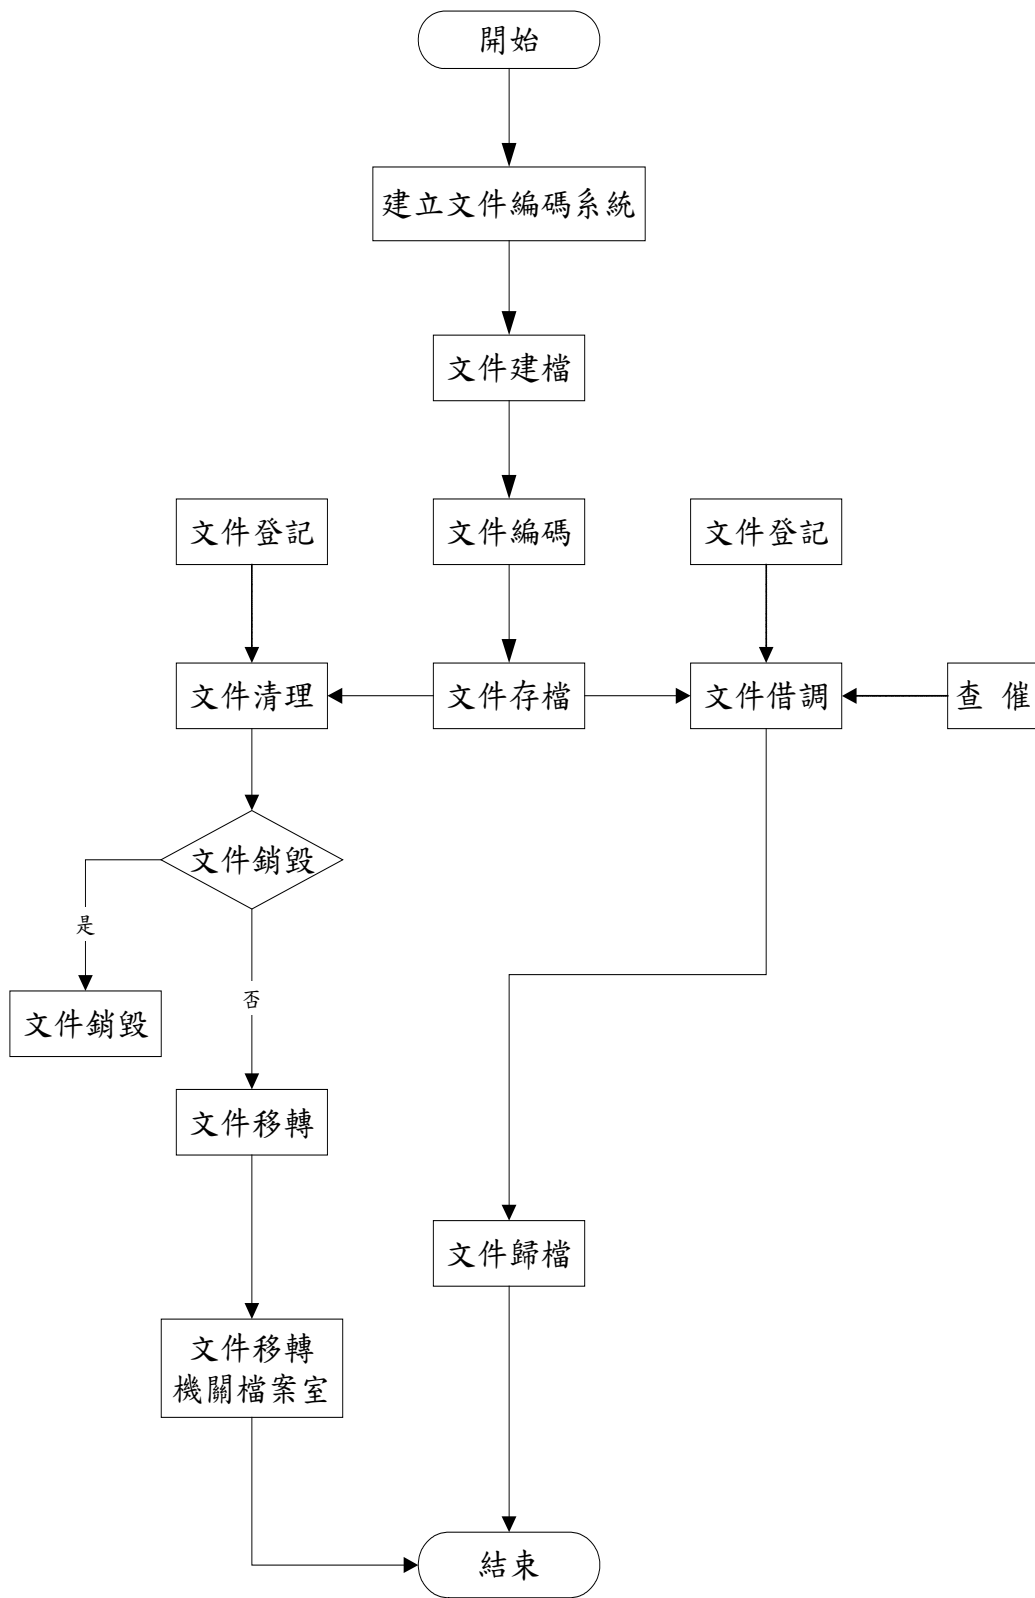 開始
建立文件編碼系統
文件建檔
文件登記
文件編碼
文件登記
文件清理
文件存檔
文件借調
查 催
文件銷毀
是
否
文件銷毀
文件移轉
文件歸檔
文件移轉
機關檔案室
結束